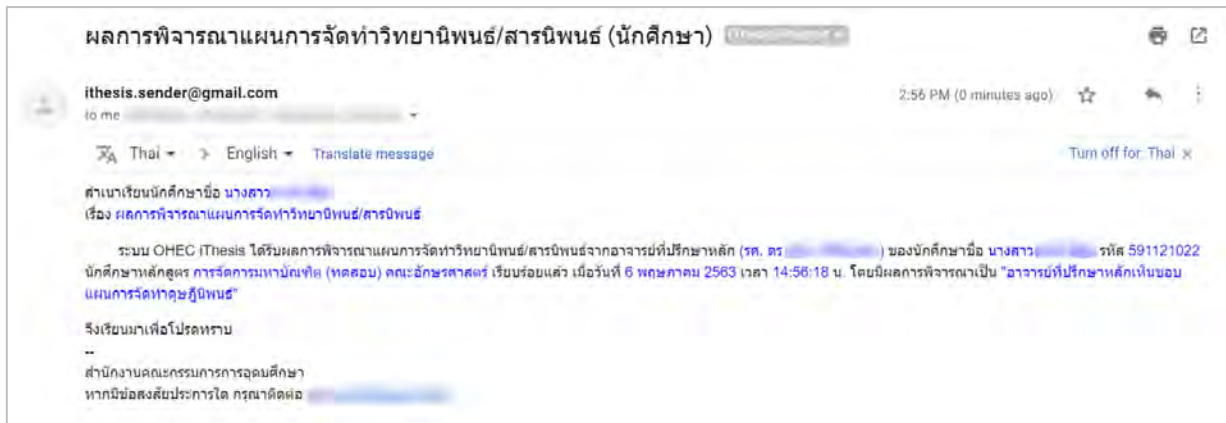 ผลการพิจารณาแผนการจัดทำวิทยานิพนธ์/สารนิพนธ์ (นักศึกษา)
ithesis.sender@gmail.com
2:56 PM (0 minutes ago)
to me
Thai > English Translate message
Turn off for: Thai ×
สำเนาเรียนนักศึกษาชื่อ นางสาว
เรื่อง ผลการพิจารณาแผนการจัดทำวิทยานิพนธ์/สารนิพนธ์
ระบบ OHEC iThesis ได้รับผลการพิจารณาแผนการจัดทำวิทยานิพนธ์/สารนิพนธ์จากอาจารย์ที่ปรึกษาหลัก (รศ. ดร ) ของนักศึกษาชื่อ นางสาว รหัส 591121022
นักศึกษาหลักสูตร การจัดการมหาบัณฑิต (ทดสอบ) คณะอักษรศาสตร์ เรียบร้อยแล้ว เมื่อวันที่ 6 พฤษภาคม 2563 เวลา 14:56:18 น. โดยมีผลการพิจารณาเป็น "อาจารย์ที่ปรึกษาหลักเห็นชอบ
แผนการจัดทำดุษฎีนิพนธ์"
จึงเรียนมาเพื่อโปรดทราบ
--
สำนักงานคณะกรรมการการอุดมศึกษา
หากมีข้อสงสัยประการใด กรุณาติดต่อ